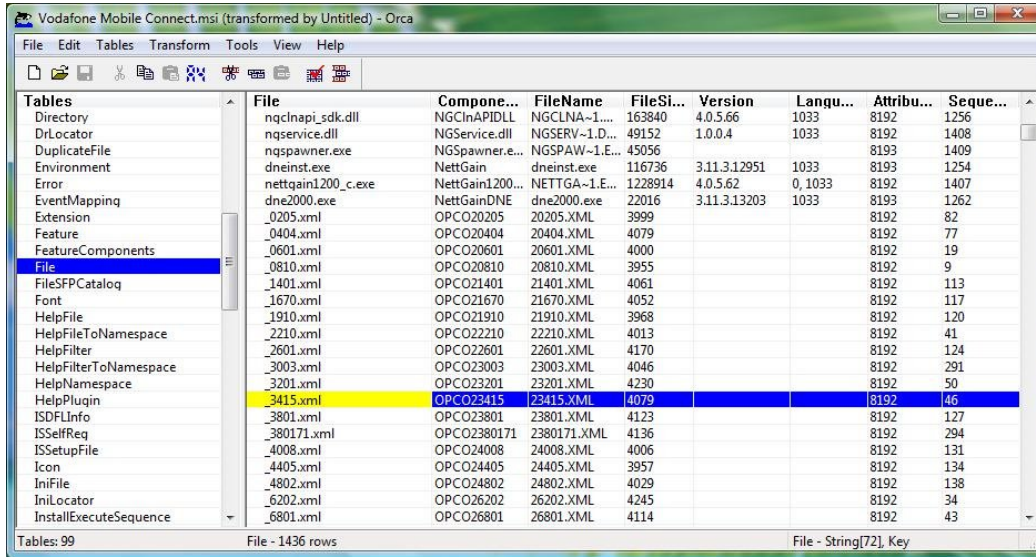 Vodafone Mobile Connect.msi (transformed by Untitled) - Orca
File Edit Tables Transform Tools View Help
Tables File Compone... FileName FileSi... Version Langu... Attribu... Seque...
Directory ngclnapi_sdk.dll NGClnAPIDLL NGCLNA~1.... 163840 4.0.5.66 1033 8192 1256
DrLocator ngservice.dll NGService.dll NGSERV~1.D... 49152 1.0.0.4 1033 8192 1408
DuplicateFile ngspawner.exe NGSpawner.e... NGSPAW~1.E... 45056 8193 1409
Environment dneinst.exe NettGain dneinst.exe 116736 3.11.3.12951 1033 8193 1254
Error nettgain1200_c.exe NettGain1200... NETTGA~1.E... 1228914 4.0.5.62 0, 1033 8192 1407
EventMapping dne2000.exe NettGainDNE dne2000.exe 22016 3.11.3.13203 1033 8193 1262
Extension _0205.xml OPCO20205 20205.XML 3999 8192 82
Feature _0404.xml OPCO20404 20404.XML 4079 8192 77
FeatureComponents _0601.xml OPCO20601 20601.XML 4000 8192 19
File _0810.xml OPCO20810 20810.XML 3955 8192 9
FileSFPCatalog _1401.xml OPCO21401 21401.XML 4061 8192 113
Font _1670.xml OPCO21670 21670.XML 4052 8192 117
HelpFile _1910.xml OPCO21910 21910.XML 3968 8192 120
HelpFileToNamespace _2210.xml OPCO22210 22210.XML 4013 8192 41
HelpFilter _2601.xml OPCO22601 22601.XML 4170 8192 124
HelpFilterToNamespace _3003.xml OPCO23003 23003.XML 4046 8192 291
HelpNamespace _3201.xml OPCO23201 23201.XML 4230 8192 50
HelpPlugin _3415.xml OPCO23415 23415.XML 4079 8192 46
ISDFLInfo _3801.xml OPCO23801 23801.XML 4123 8192 127
ISSelfReg _380171.xml OPCO2380171 2380171.XML 4136 8192 294
ISSetupFile _4008.xml OPCO24008 24008.XML 4006 8192 131
Icon _4405.xml OPCO24405 24405.XML 3957 8192 134
IniFile _4802.xml OPCO24802 24802.XML 4029 8192 138
IniLocator _6202.xml OPCO26202 26202.XML 4245 8192 34
InstallExecuteSequence _6801.xml OPCO26801 26801.XML 4114 8192 43
Tables: 99 File - 1436 rows File - String[72], Key